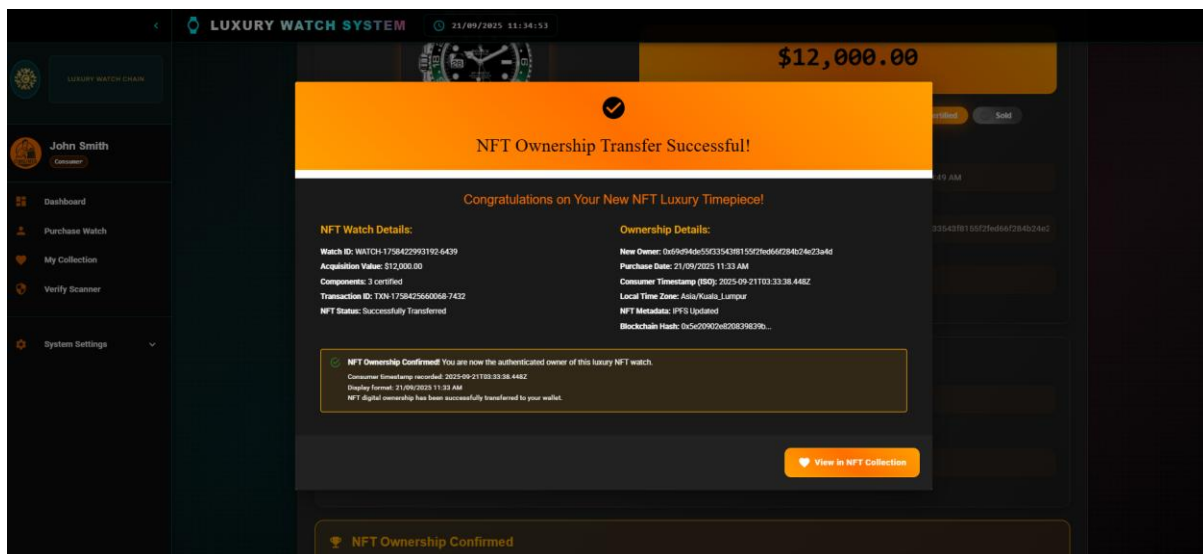 LUXURY WATCH SYSTEM
21/09/2025 11:34:53
LUXURY WATCH CHAIN
John Smith
Consumer
Dashboard
Purchase Watch
My Collection
Verify Scanner
System Settings
$12,000.00
Sold
49 AM
NFT Ownership Transfer Successful!
Congratulations on Your New NFT Luxury Timepiece!
NFT Watch Details:
Watch ID: WATCH-1758422993192-6439
Acquisition Value: $12,000.00
Components: 3 certified
Transaction ID: TXN-1758425660068-7432
NFT Status: Successfully Transferred
Ownership Details:
New Owner: 0x69d94de55f33543f8155f2fed66f284b24e23a4d
Purchase Date: 21/09/2025 11:33 AM
Consumer Timestamp (ISO): 2025-09-21T03:33:38.448Z
Local Time Zone: Asia/Kuala_Lumpur
NFT Metadata: IPFS Updated
Blockchain Hash: 0x5e20902e820839839b...
NFT Ownership Confirmed! You are now the authenticated owner of this luxury NFT watch.
Consumer timestamp recorded: 2025-09-21T03:33:38.448Z
Display format: 21/09/2025 11:33 AM
NFT digital ownership has been successfully transferred to your wallet.
View in NFT Collection
NFT Ownership Confirmed